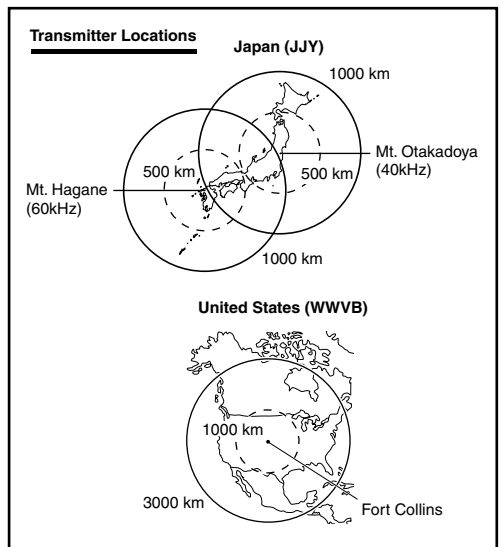 Transmitter Locations
Japan (JJY)
1000 km
500 km
Mt. Otakadoya
(40kHz)
500 km
Mt. Hagane
(60kHz)
1000 km
United States (WWVB)
1000 km
3000 km
Fort Collins